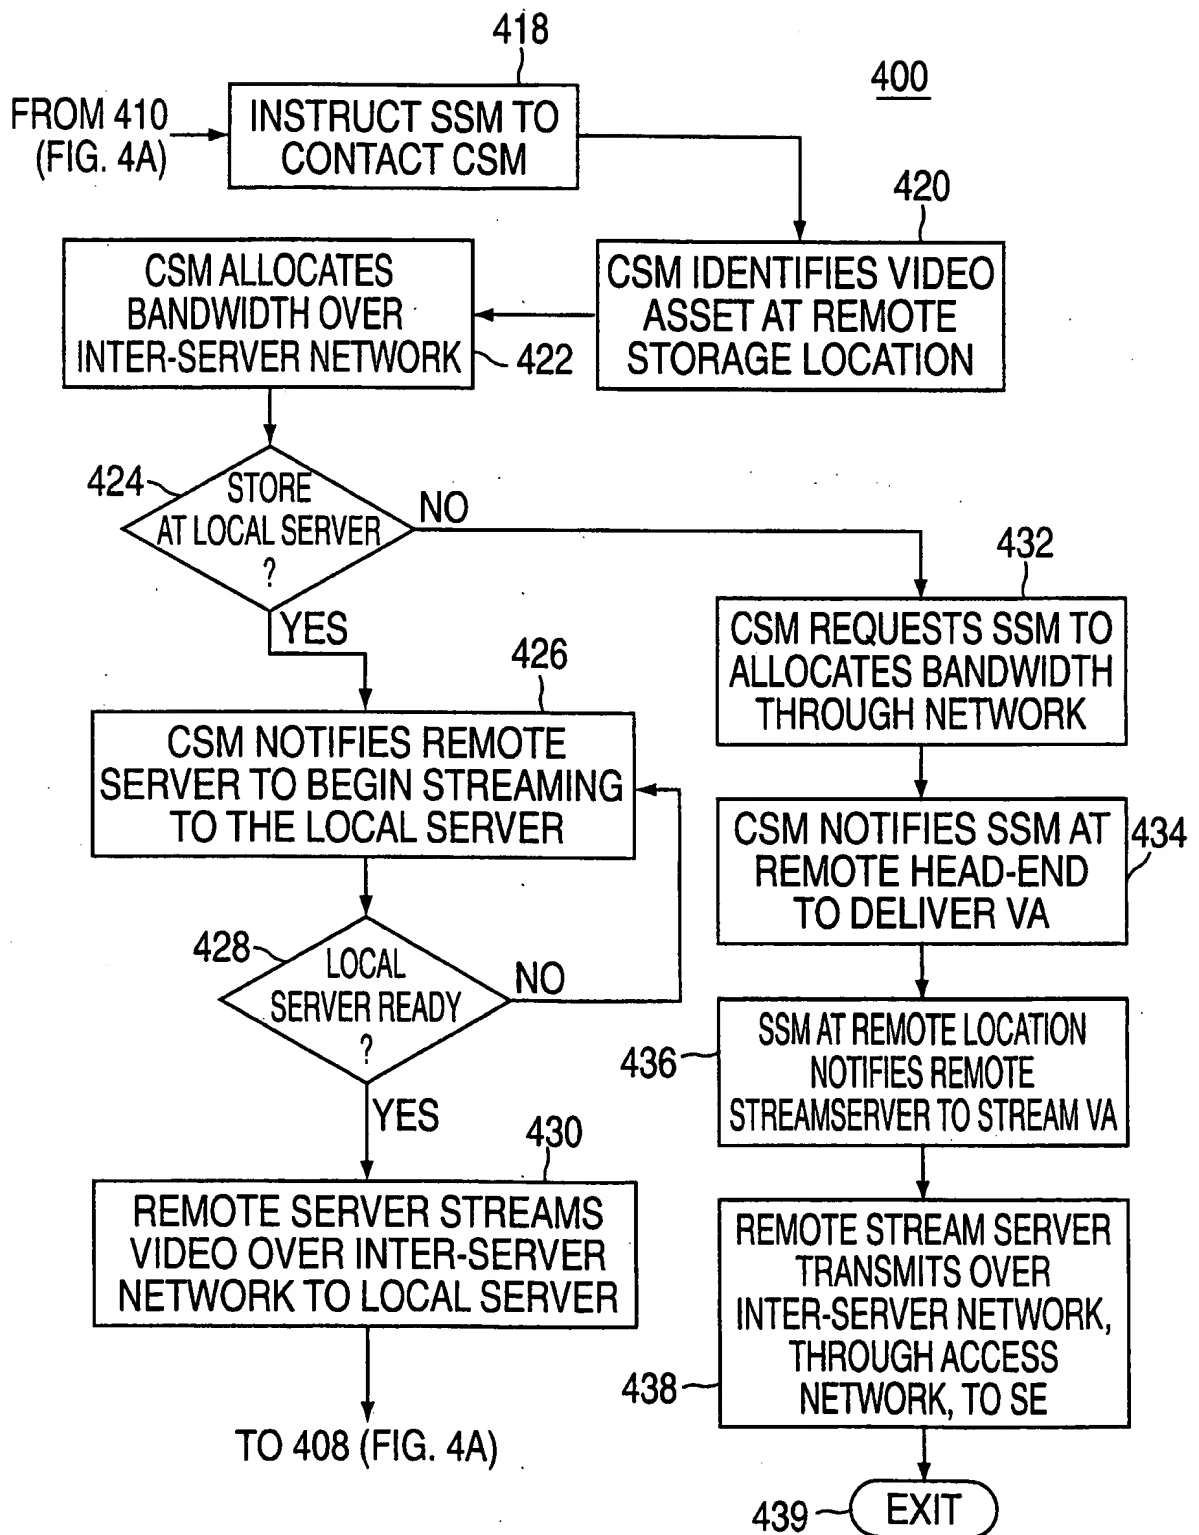 418
400
FROM 410
(FIG. 4A)
INSTRUCT SSM TO
CONTACT CSM
420
CSM IDENTIFIES VIDEO
ASSET AT REMOTE
STORAGE LOCATION
CSM ALLOCATES
BANDWIDTH OVER
INTER-SERVER NETWORK
422
424
STORE
AT LOCAL SERVER
?
NO
YES
426
CSM NOTIFIES REMOTE
SERVER TO BEGIN STREAMING
TO THE LOCAL SERVER
428
LOCAL
SERVER READY
?
NO
YES
430
REMOTE SERVER STREAMS
VIDEO OVER INTER-SERVER
NETWORK TO LOCAL SERVER
TO 408 (FIG. 4A)
432
CSM REQUESTS SSM TO
ALLOCATES BANDWIDTH
THROUGH NETWORK
434
CSM NOTIFIES SSM AT
REMOTE HEAD-END
TO DELIVER VA
436
SSM AT REMOTE LOCATION
NOTIFIES REMOTE
STREAMSERVER TO STREAM VA
438
REMOTE STREAM SERVER
TRANSMITS OVER
INTER-SERVER NETWORK,
THROUGH ACCESS
NETWORK, TO SE
439
EXIT